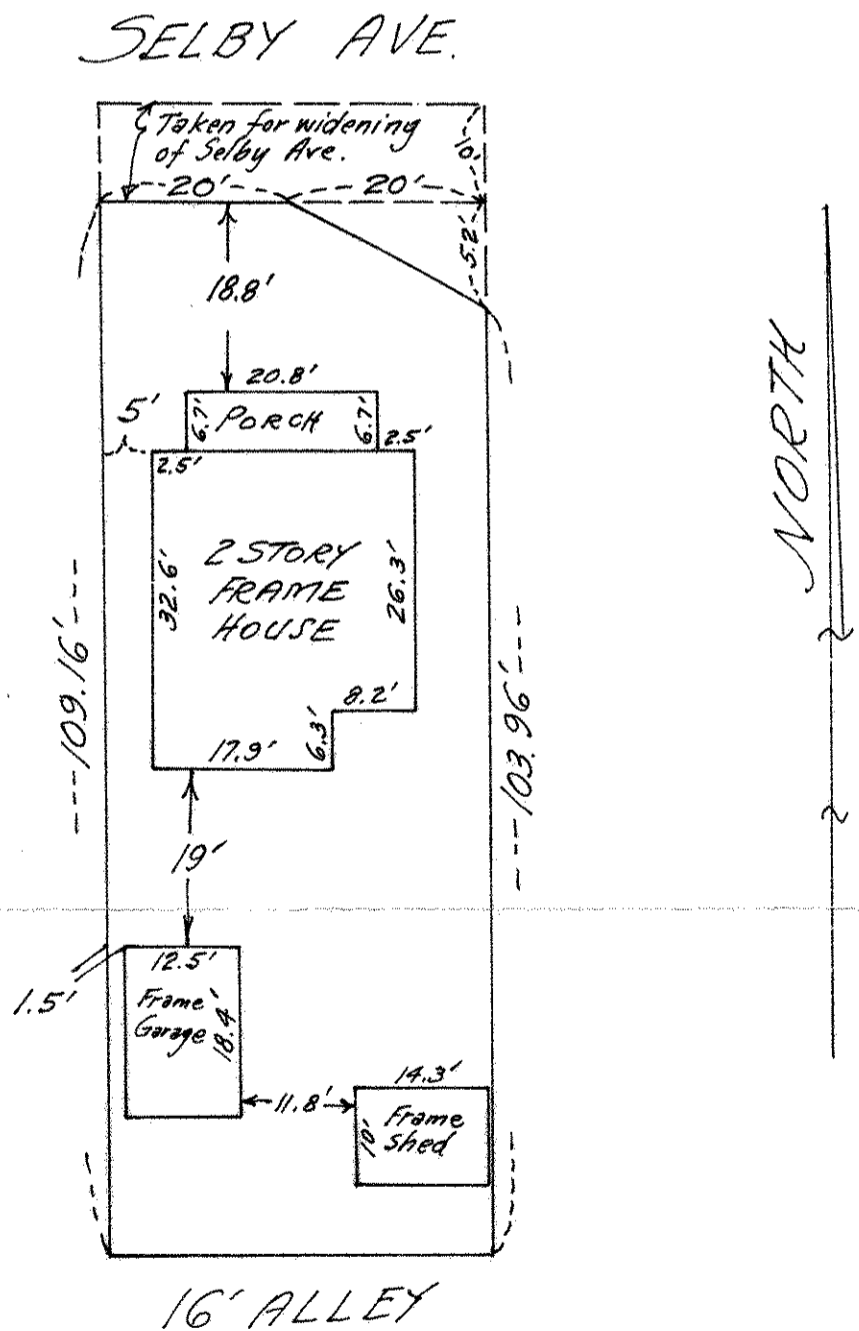 SELBY AVE.
Taken for widening
of Selby Ave.
10'
20'
20'
5.2'
18.8'
20.8'
5'
6.7'
PORCH
6.7'
2.5'
2.5'
NORTH
2 STORY
FRAME
HOUSE
32.6'
26.3'
8.2'
6.3'
17.9'
109.16'
103.96'
19'
12.5'
1.5'
Frame
Garage
18.4'
14.3'
11.8'
Frame
Shed
10'
16' ALLEY